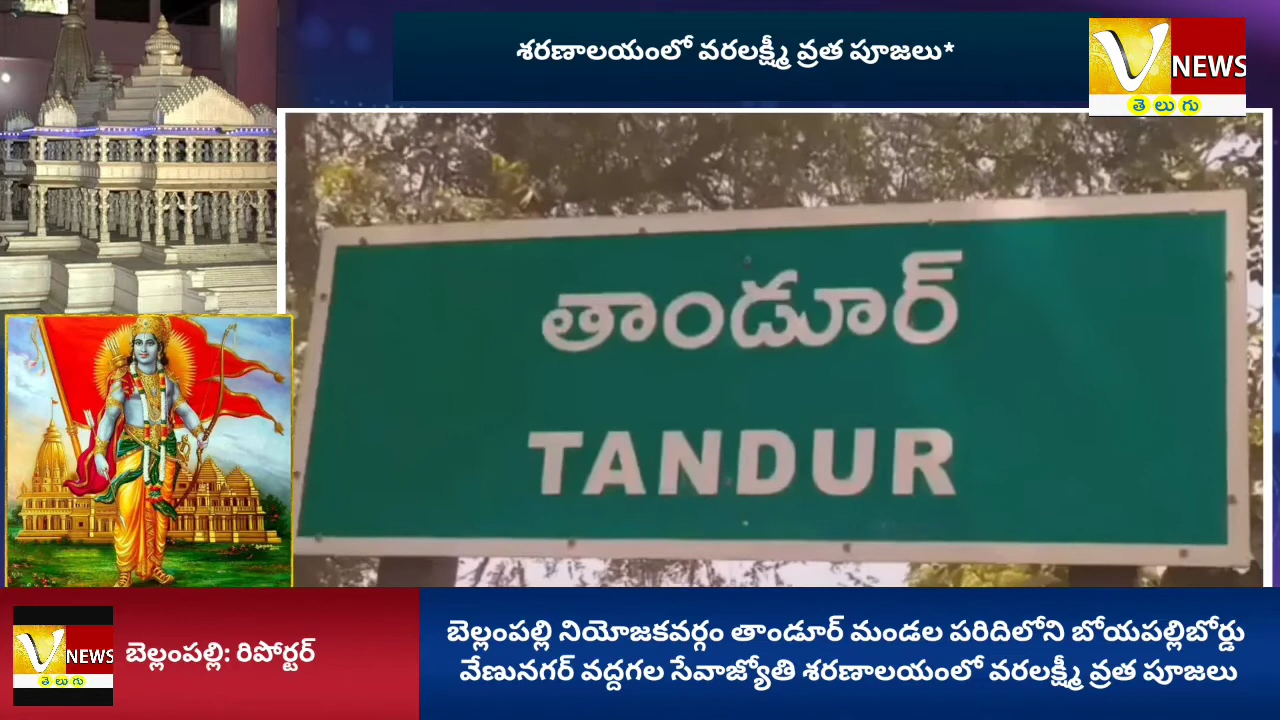 శరణాలయంలో వరలక్ష్మీ వ్రత పూజలు*
V NEWS
తెలుగు
తాండూర్
TANDUR
V NEWS
తెలుగు
బెల్లంపల్లి: రిపోర్టర్
బెల్లంపల్లి నియోజకవర్గం తాండూర్ మండల పరిదిలోని బోయపల్లిబోర్డు
వేణునగర్ వద్దగల సేవాజ్యోతి శరణాలయంలో వరలక్ష్మీ వ్రత పూజలు